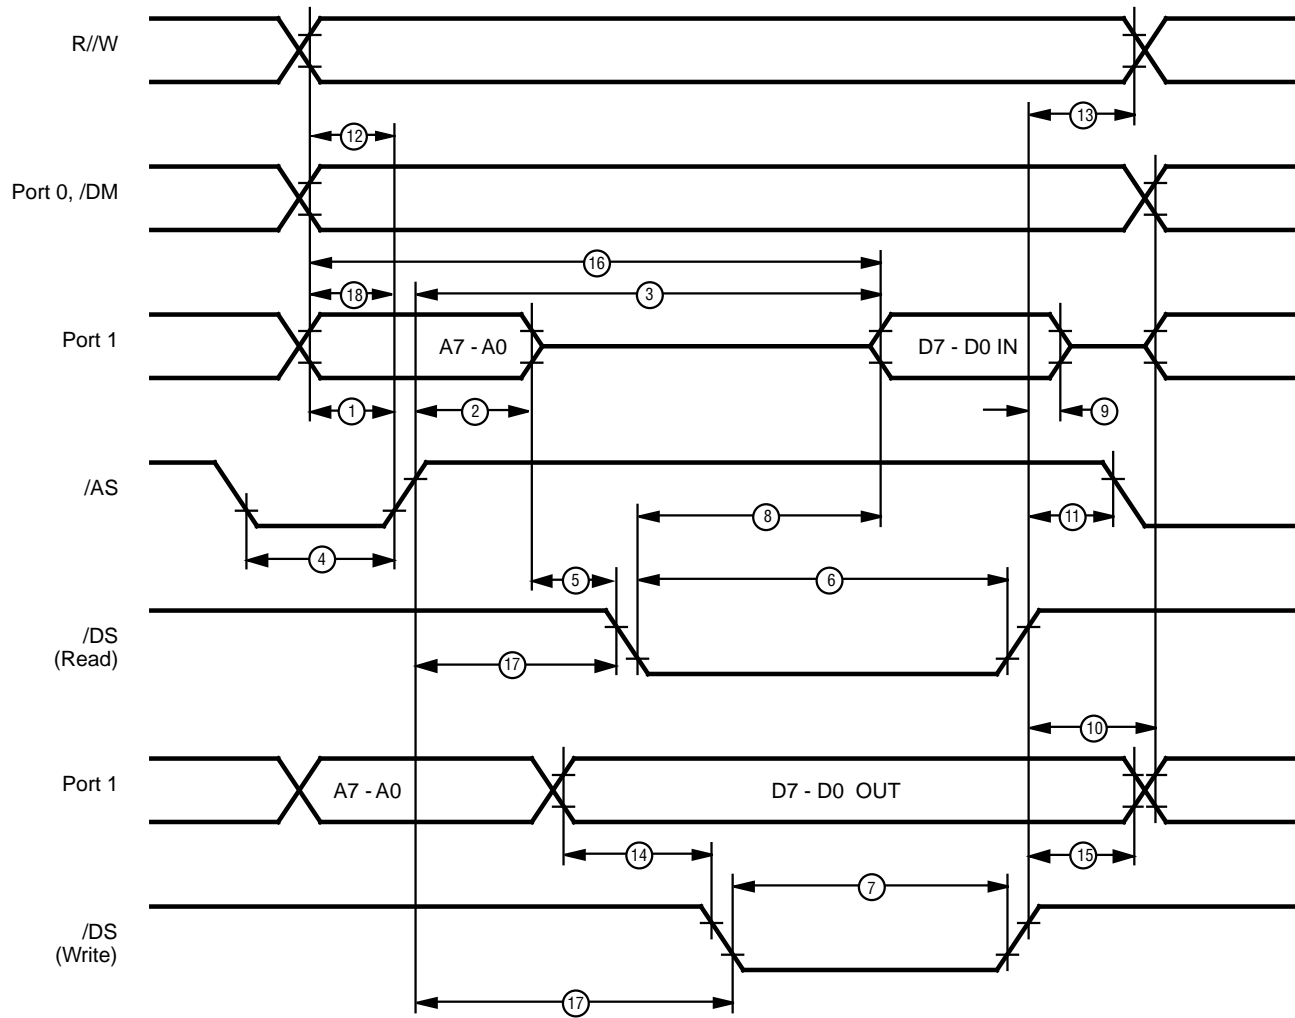 R//W
13
12
Port 0, /DM
16
18
3
Port 1
A7 - A0
D7 - D0 IN
1
2
9
/AS
8
11
4
5
6
/DS
(Read)
17
10
Port 1
A7 - A0
D7 - D0 OUT
14
15
7
/DS
(Write)
17